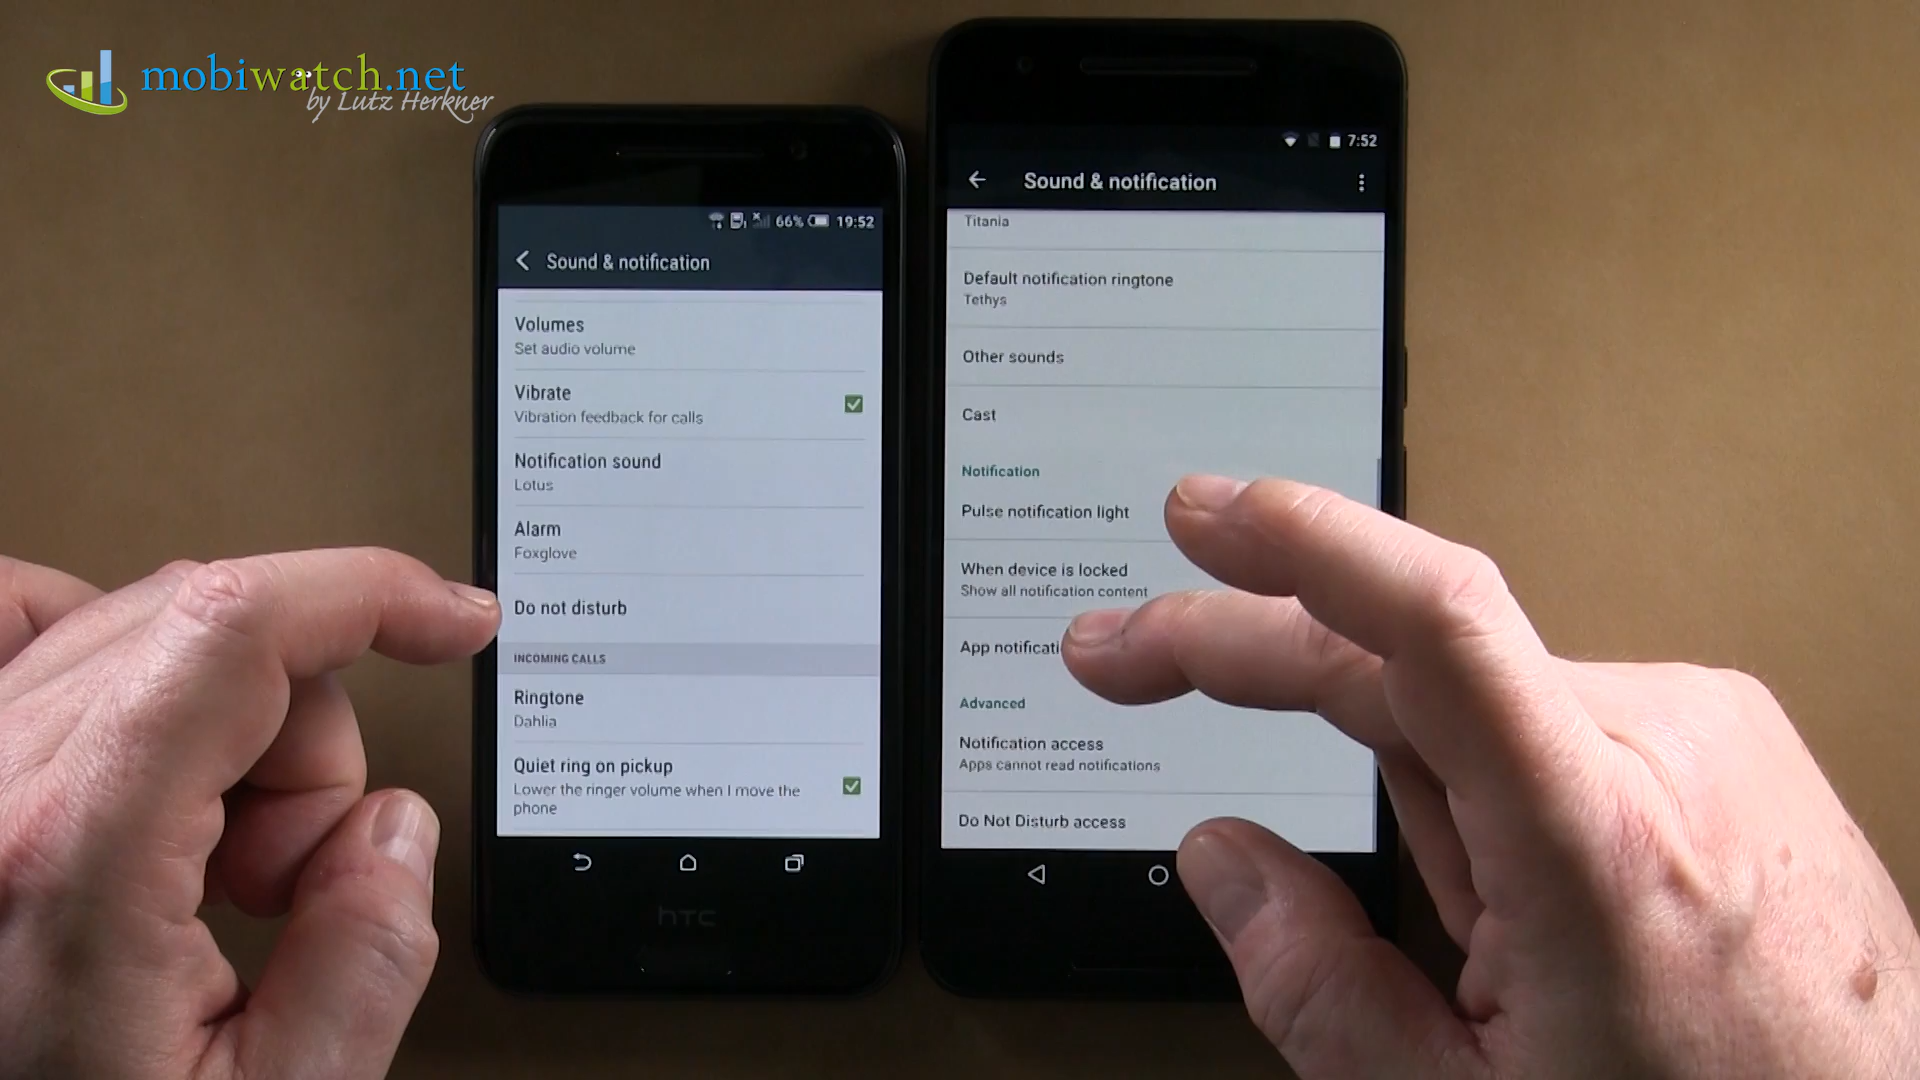 mobiwatch.net
by Lutz Herkner
66% 19:52
Sound & notification
Volumes
Set audio volume
Vibrate
Vibration feedback for calls
Notification sound
Lotus
Alarm
Foxglove
Do not disturb
INCOMING CALLS
Ringtone
Dahlia
Quiet ring on pickup
Lower the ringer volume when I move the
phone
hTC
7:52
Sound & notification
Titania
Default notification ringtone
Tethys
Other sounds
Cast
Notification
Pulse notification light
When device is locked
Show all notification content
App notificati
Advanced
Notification access
Apps cannot read notifications
Do Not Disturb access